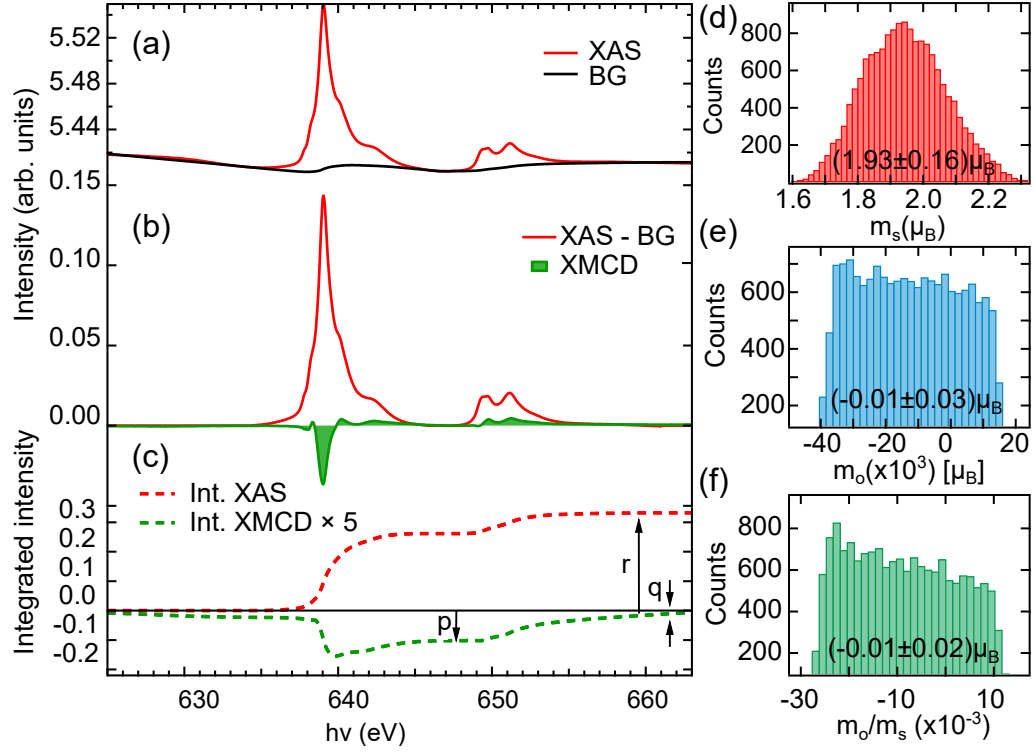 (a)
XAS
BG
5.52
5.48
5.44
0.15
(b)
XAS - BG
XMCD
0.10
0.05
0.00
Intensity (arb. units)
(c)
Int. XAS
Int. XMCD × 5
0.3
0.2
0.0
-0.1
-0.2
Integrated intensity
p
r
q
630
640
650
660
hν (eV)
(d)
800
600
400
200
Counts
(1.93±0.16)μB
1.6
1.8
2.0
2.2
ms(μB)
(e)
600
400
200
Counts
(-0.01±0.03)μB
-40
-20
0
20
mo(x10³) [μB]
(f)
800
600
400
200
Counts
(-0.01±0.02)μB
-30
-10
10
mo/ms (x10⁻³)